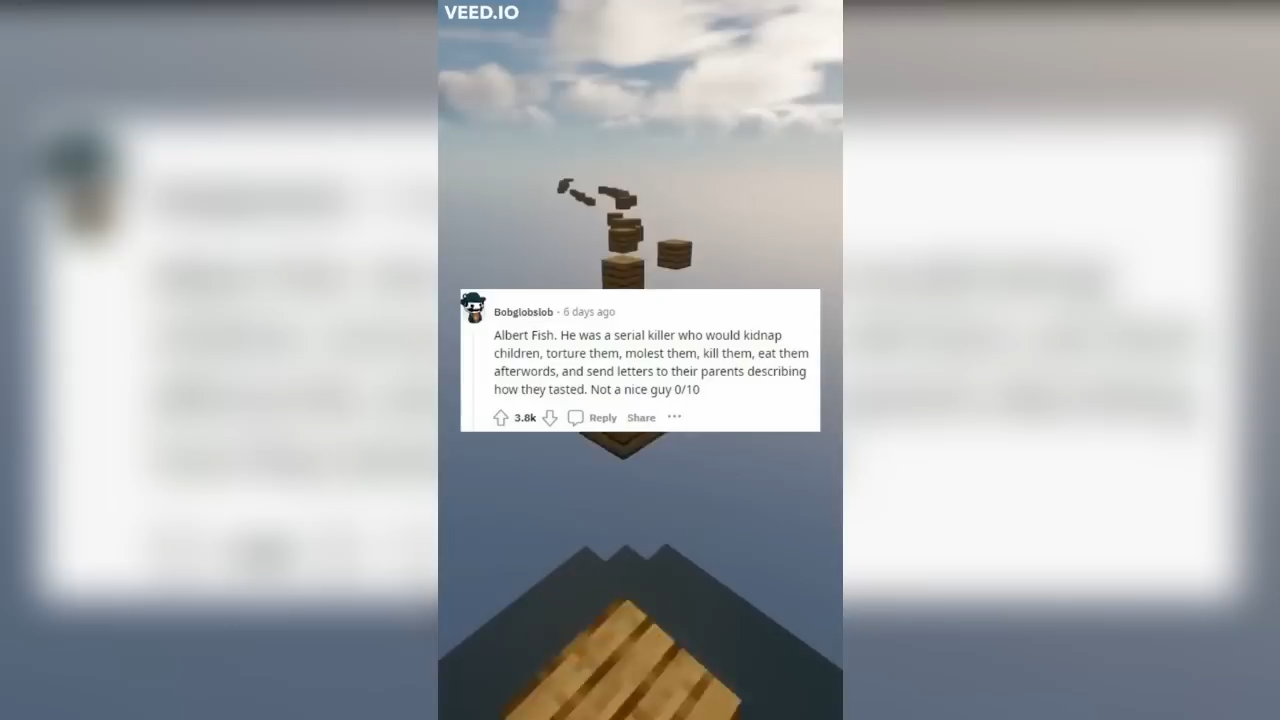 VEED.IO
Bobglobslob · 6 days ago
Albert Fish. He was a serial killer who would kidnap
children, torture them, molest them, kill them, eat them
afterwords, and send letters to their parents describing
how they tasted. Not a nice guy 0/10
3.8k Reply Share ...